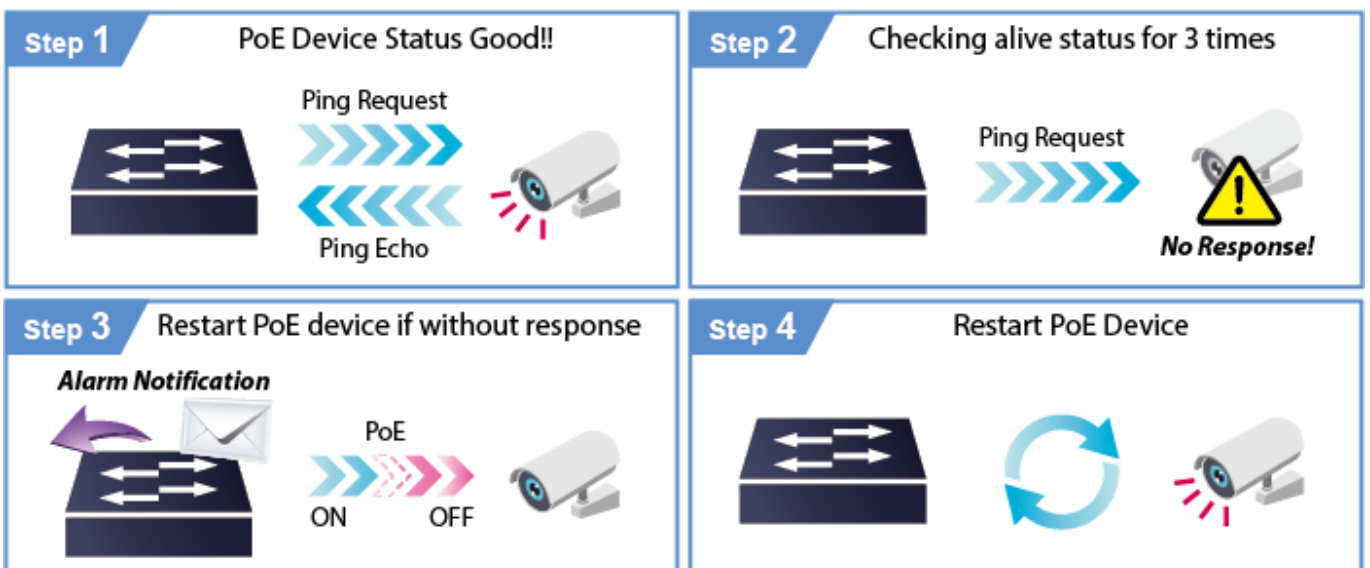 Step 1
PoE Device Status Good!!
Ping Request
Ping Echo
Step 2
Checking alive status for 3 times
Ping Request
No Response!
Step 3
Restart PoE device if without response
Alarm Notification
PoE
ON OFF
Step 4
Restart PoE Device